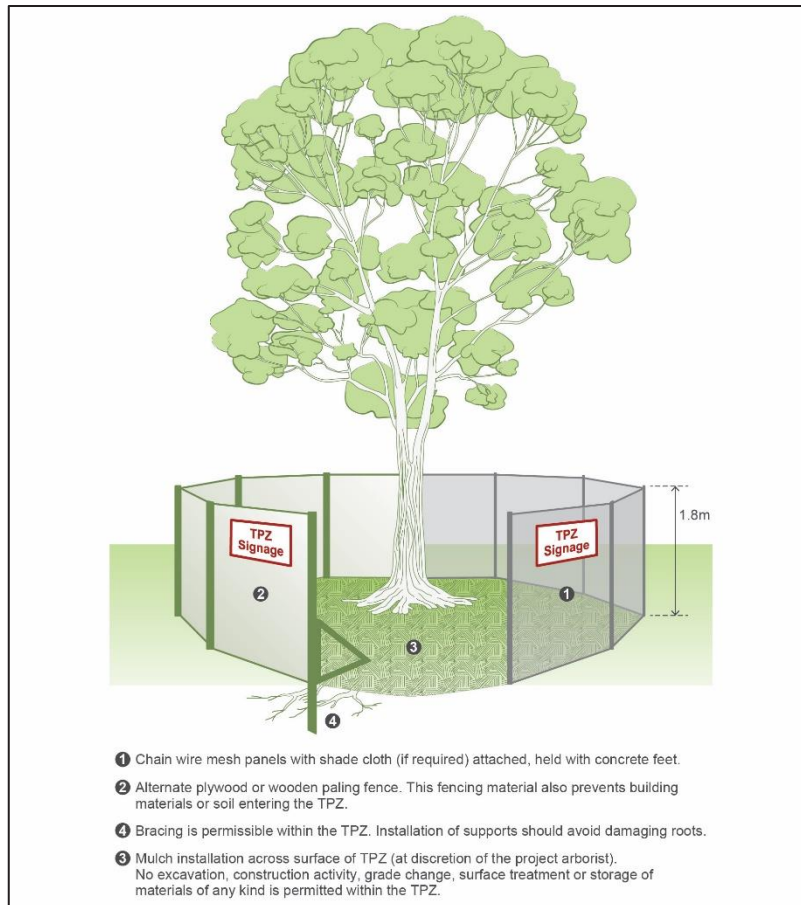 1.8m
TPZ
Signage
TPZ
Signage
2
1
3
4
1 Chain wire mesh panels with shade cloth (if required) attached, held with concrete feet.
2 Alternate plywood or wooden paling fence. This fencing material also prevents building
materials or soil entering the TPZ.
4 Bracing is permissible within the TPZ. Installation of supports should avoid damaging roots.
3 Mulch installation across surface of TPZ (at discretion of the project arborist).
No excavation, construction activity, grade change, surface treatment or storage of
materials of any kind is permitted within the TPZ.